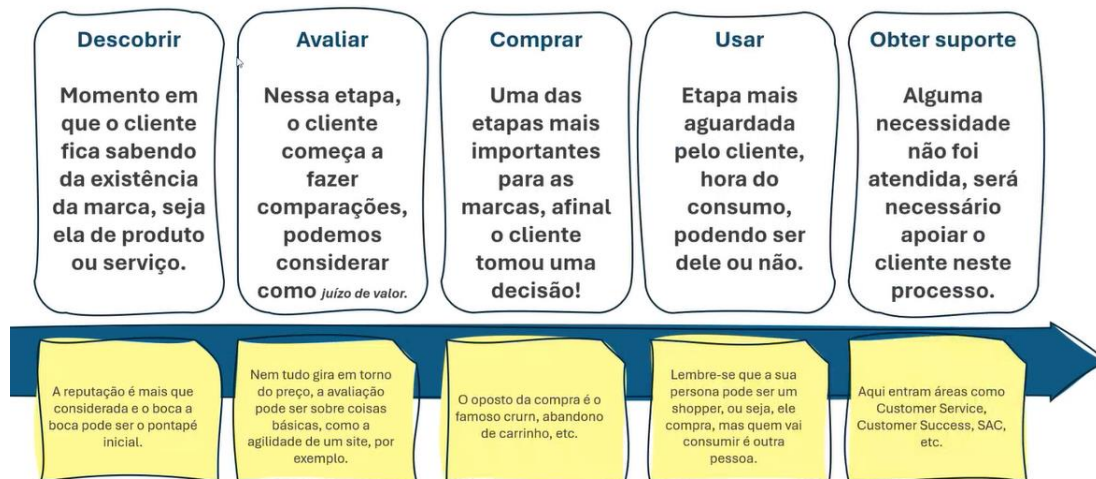 Descobrir
Momento em
que o cliente
fica sabendo
da existência
da marca, seja
ela de produto
ou serviço.
Avaliar
Nessa etapa,
o cliente
começa a
fazer
comparações,
podemos
considerar
como juízo de valor.
Comprar
Uma das
etapas mais
importantes
para as
marcas, afinal
o cliente
tomou uma
decisão!
Usar
Etapa mais
aguardada
pelo cliente,
hora do
consumo,
podendo ser
dele ou não.
Obter suporte
Alguma
necessidade
não foi
atendida, será
necessário
apoiar o
cliente neste
processo.
A reputação é mais que
considerada e o boca a
boca pode ser o pontapé
inicial.
Nem tudo gira em torno
do preço, a avaliação
pode ser sobre coisas
básicas, como a
agilidade de um site, por
exemplo.
O oposto da compra é o
famoso crurn, abandono
de carrinho, etc.
Lembre-se que a sua
persona pode ser um
shopper, ou seja, ele
compra, mas quem vai
consumir é outra
pessoa.
Aqui entram áreas como
Customer Service,
Customer Success, SAC,
etc.